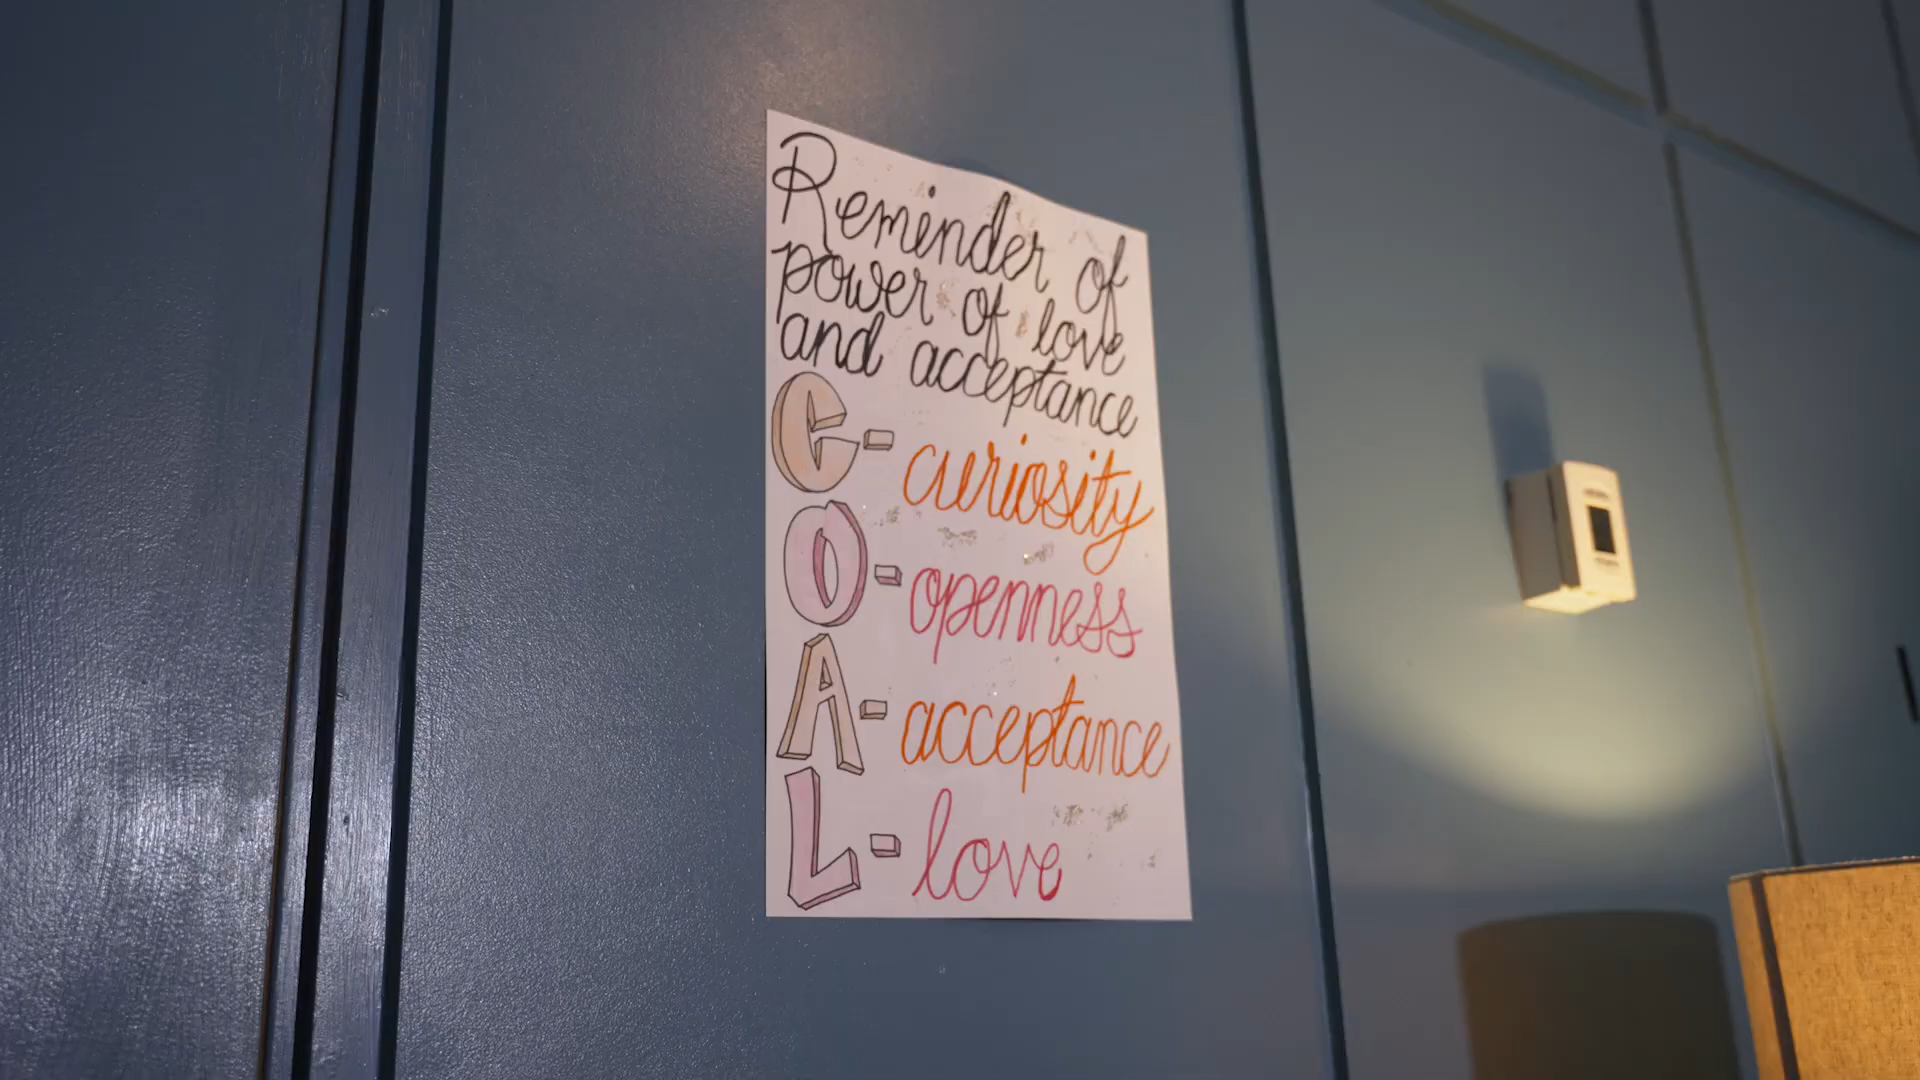 Reminder of
power of love
and acceptance
C - curiosity
O - openness
A - acceptance
L - love